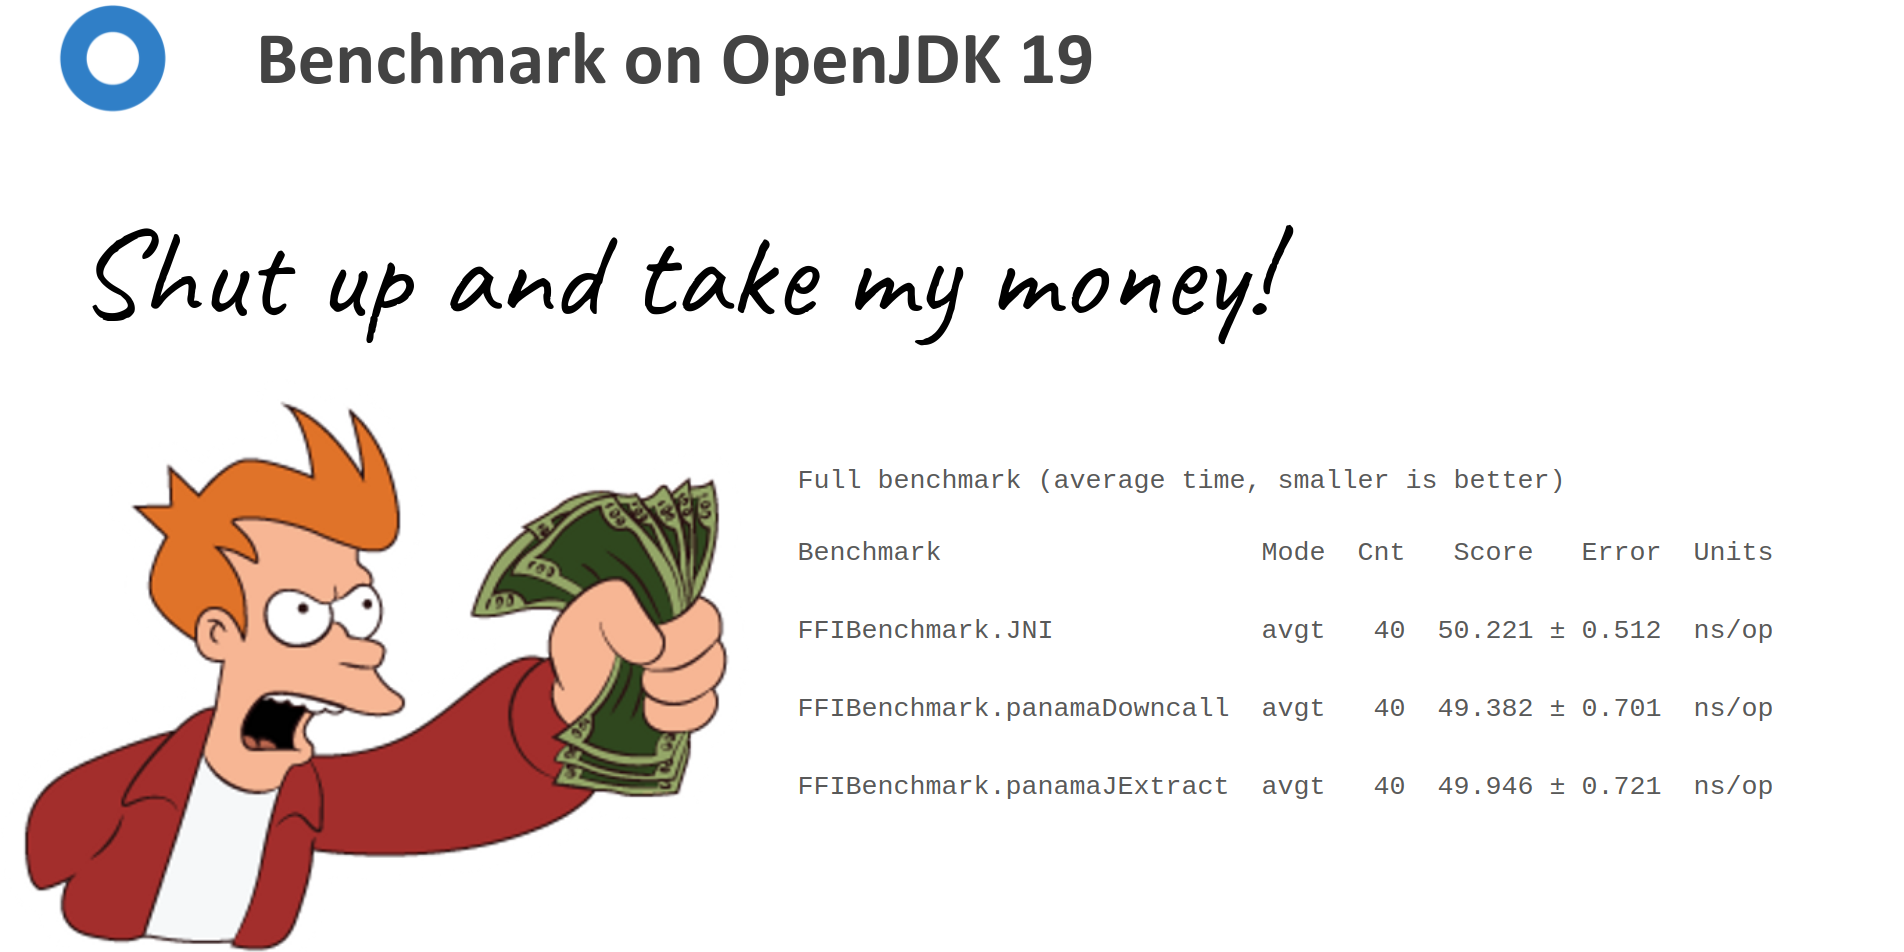 Benchmark on OpenJDK 19
Shut up and take my money!
Full benchmark (average time, smaller is better)
Benchmark Mode Cnt Score Error Units
FFIBenchmark.JNI avgt 40 50.221 ± 0.512 ns/op
FFIBenchmark.panamaDowncall avgt 40 49.382 ± 0.701 ns/op
FFIBenchmark.panamaJExtract avgt 40 49.946 ± 0.721 ns/op